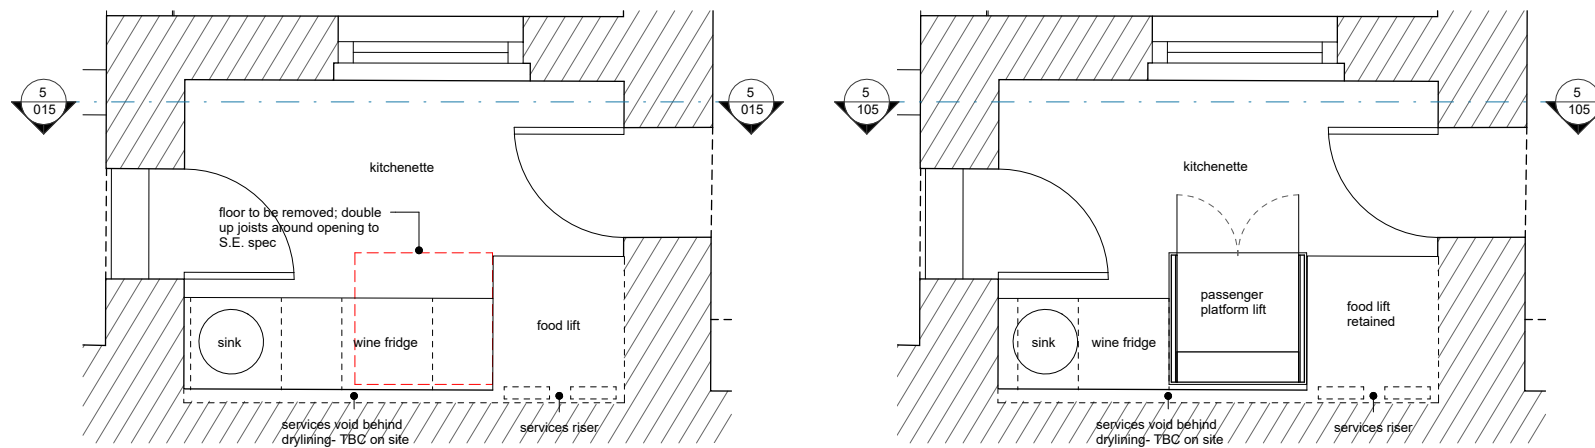 5
015
5
015
kitchenette
floor to be removed; double
up joists around opening to
S.E. spec
sink
wine fridge
food lift
services void behind
drylining- TBC on site
services riser
5
105
5
105
kitchenette
passenger
platform lift
food lift
retained
sink
wine fridge
services void behind
drylining- TBC on site
services riser